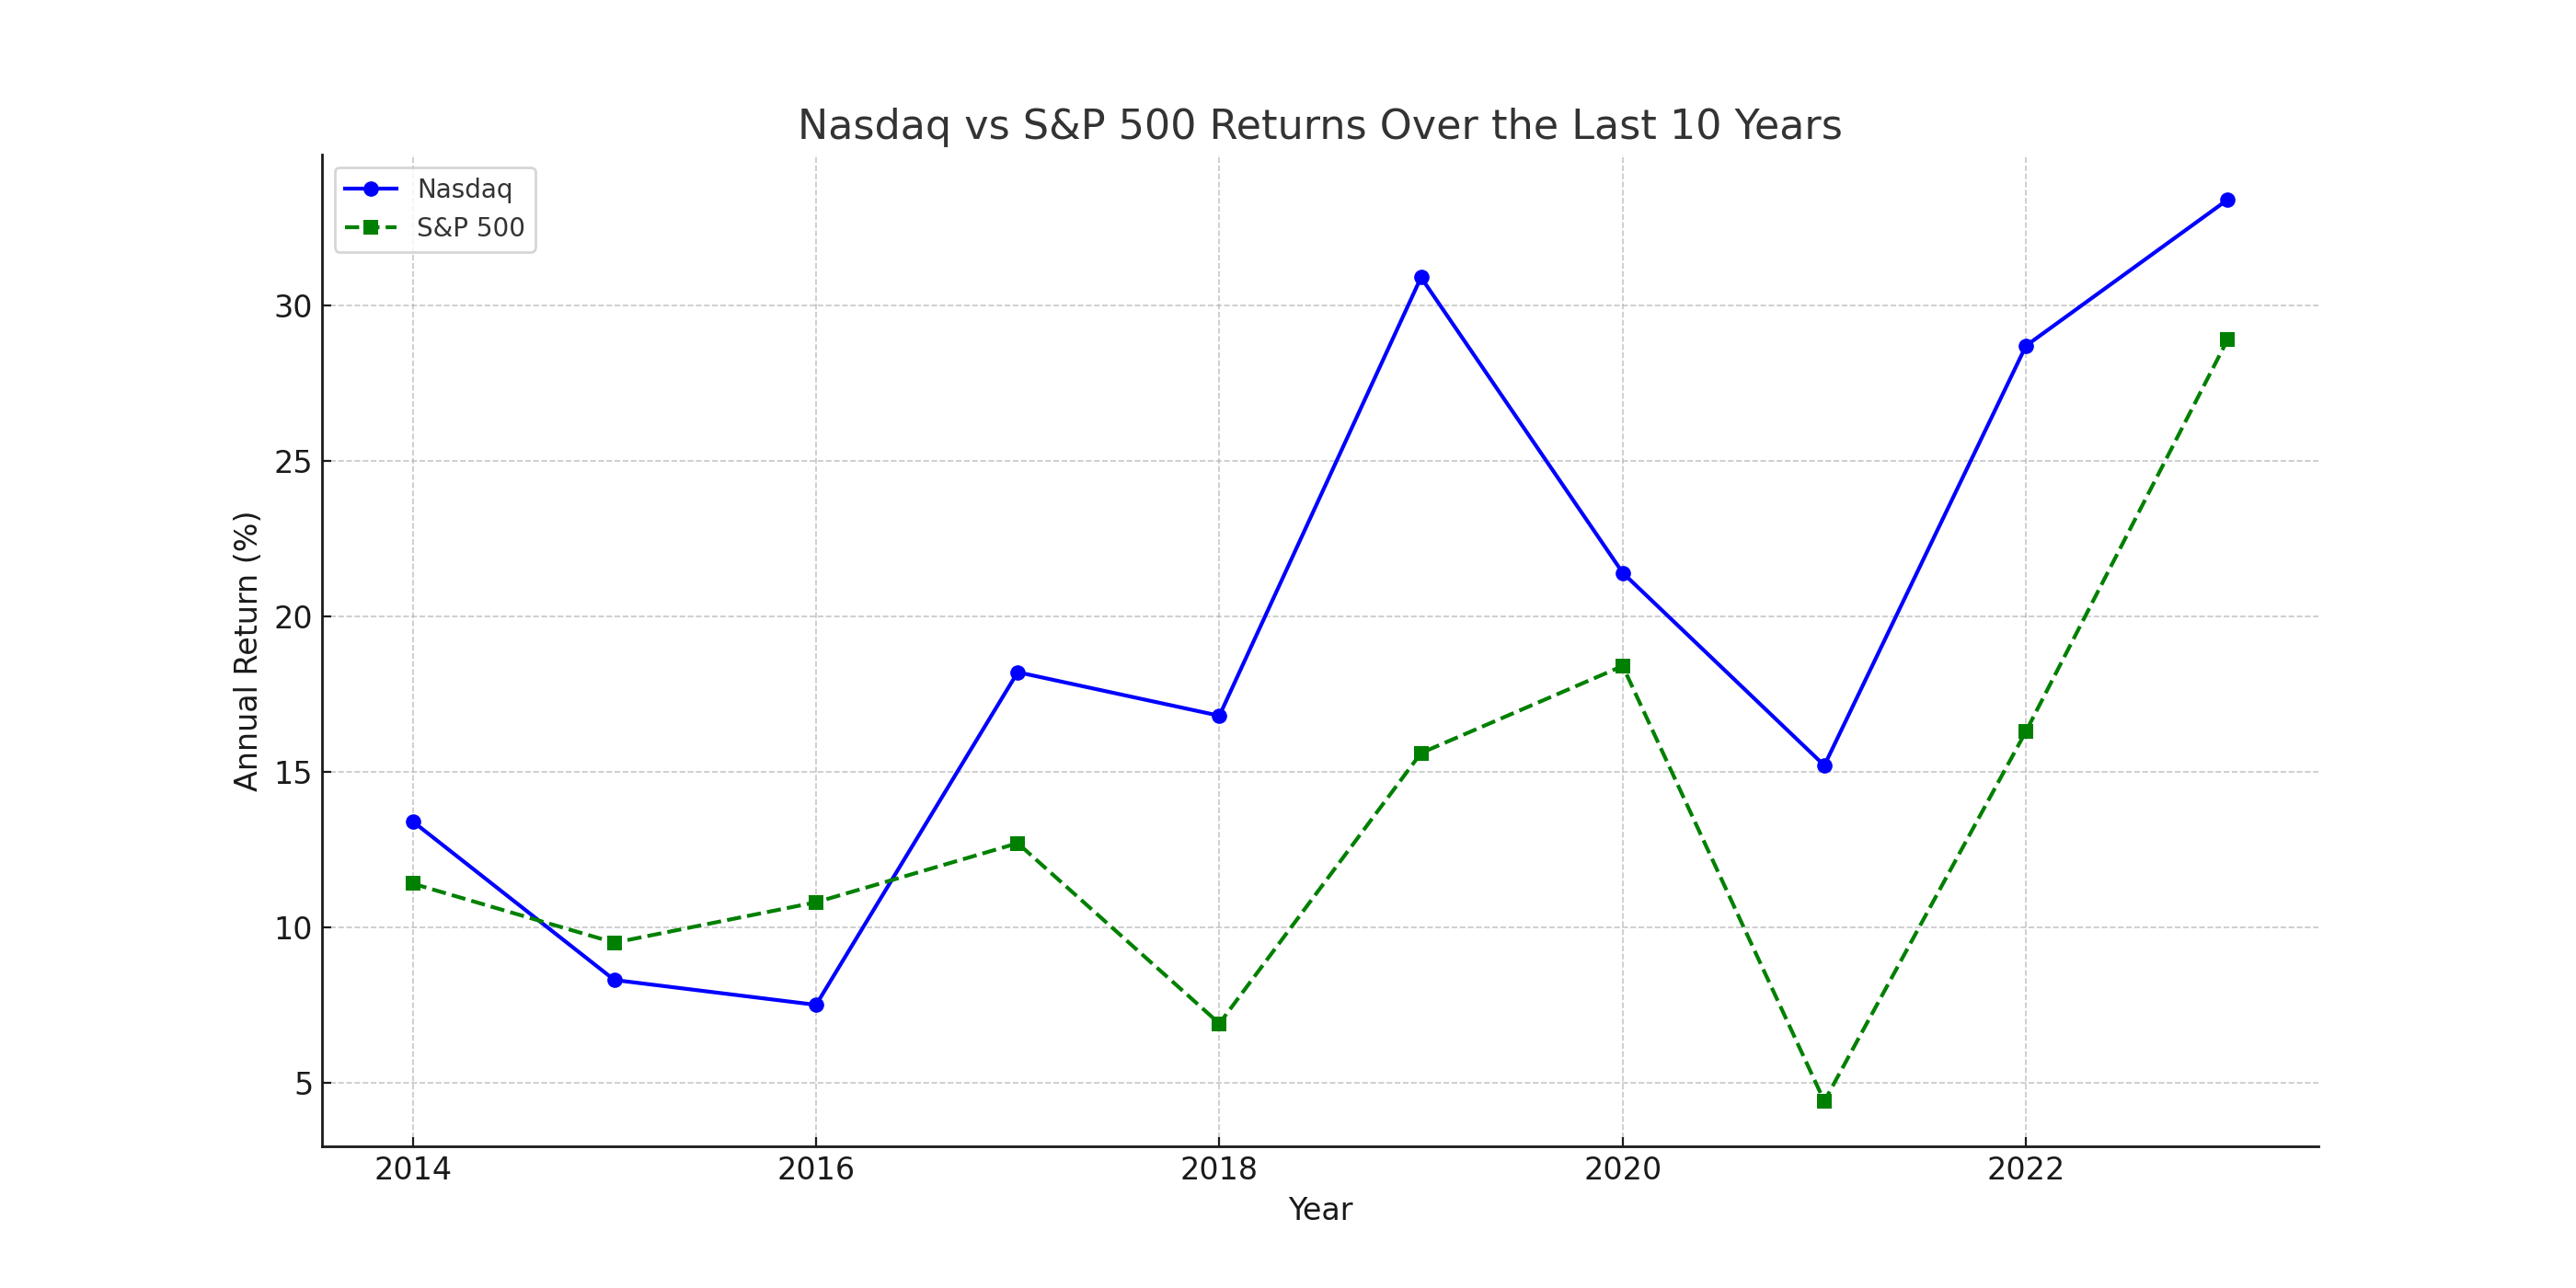 Nasdaq vs S&P 500 Returns Over the Last 10 Years
Nasdaq
S&P 500
Annual Return (%)
30
25
20
15
10
5
2014 2016 2018 2020 2022
Year